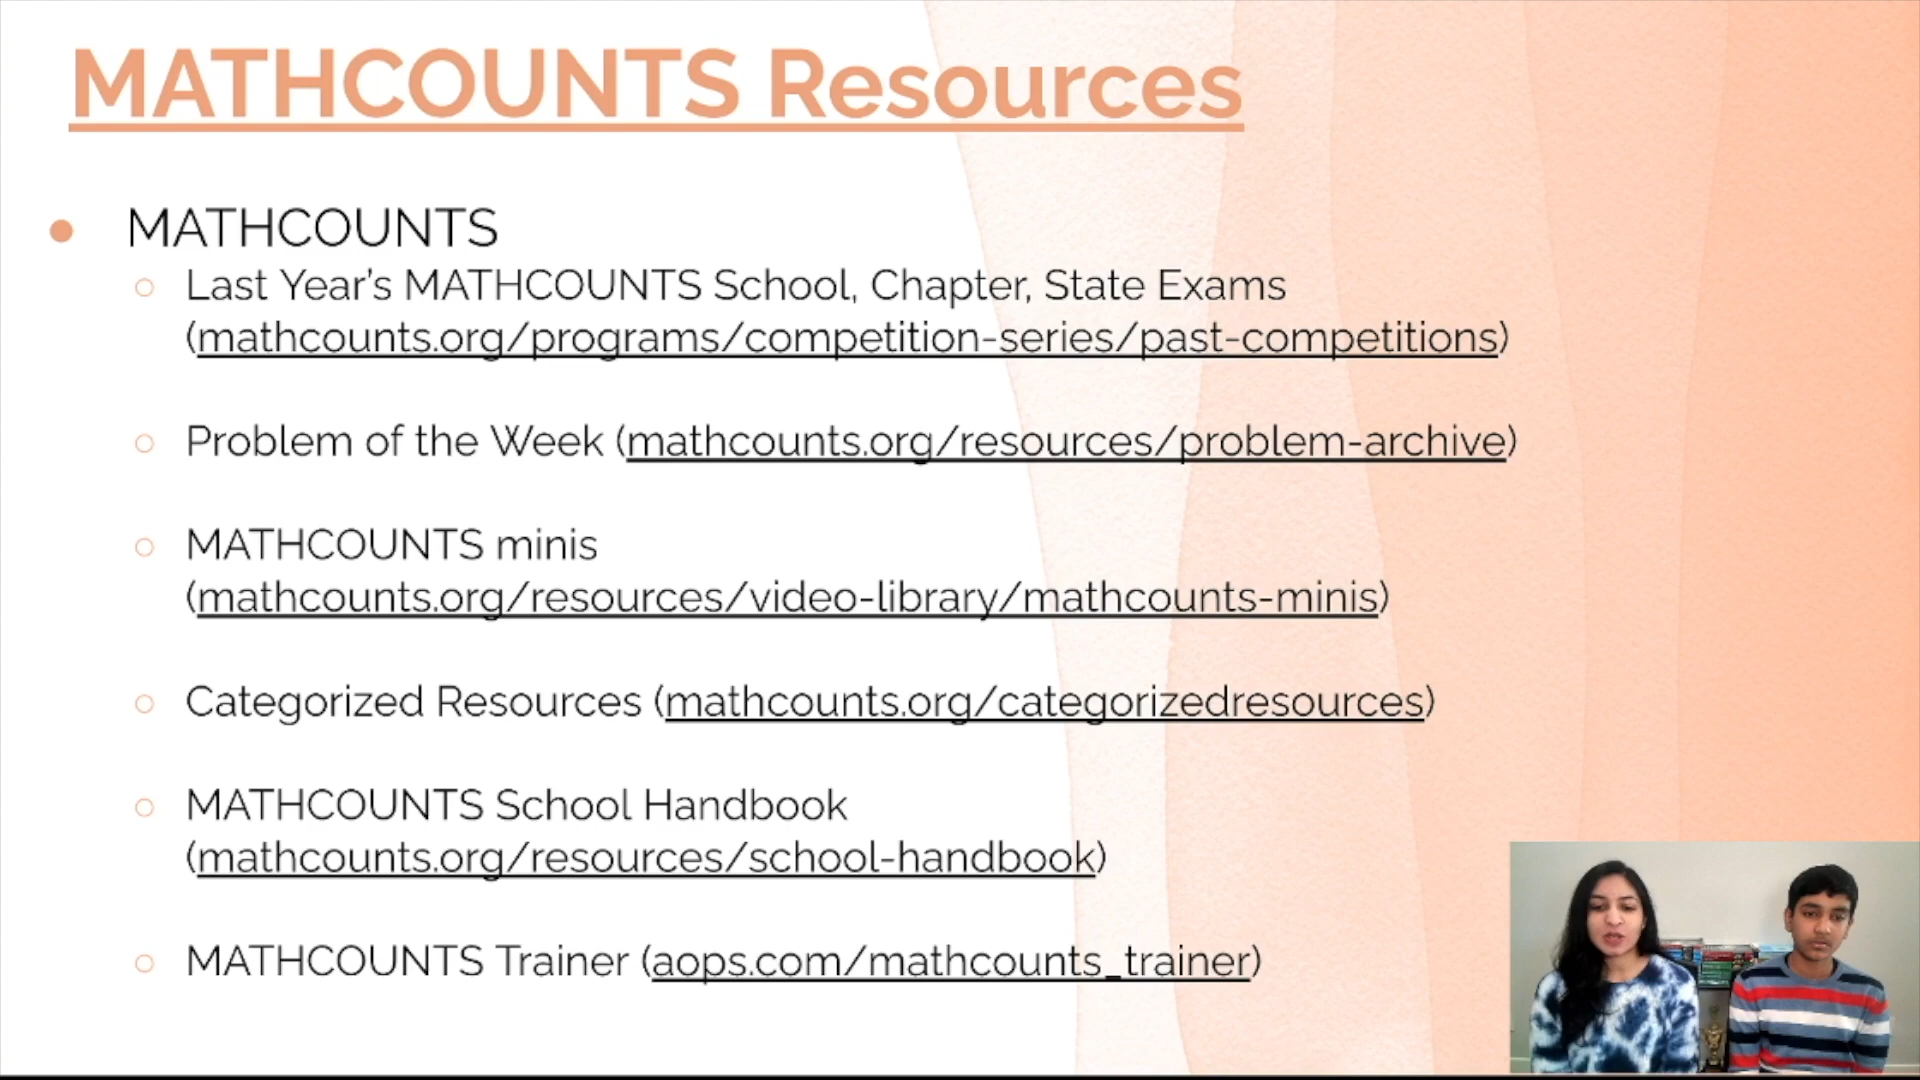 MATHCOUNTS Resources
● MATHCOUNTS
○ Last Year's MATHCOUNTS School, Chapter, State Exams
(mathcounts.org/programs/competition-series/past-competitions)
○ Problem of the Week (mathcounts.org/resources/problem-archive)
○ MATHCOUNTS minis
(mathcounts.org/resources/video-library/mathcounts-minis)
○ Categorized Resources (mathcounts.org/categorizedresources)
○ MATHCOUNTS School Handbook
(mathcounts.org/resources/school-handbook)
○ MATHCOUNTS Trainer (aops.com/mathcounts_trainer)